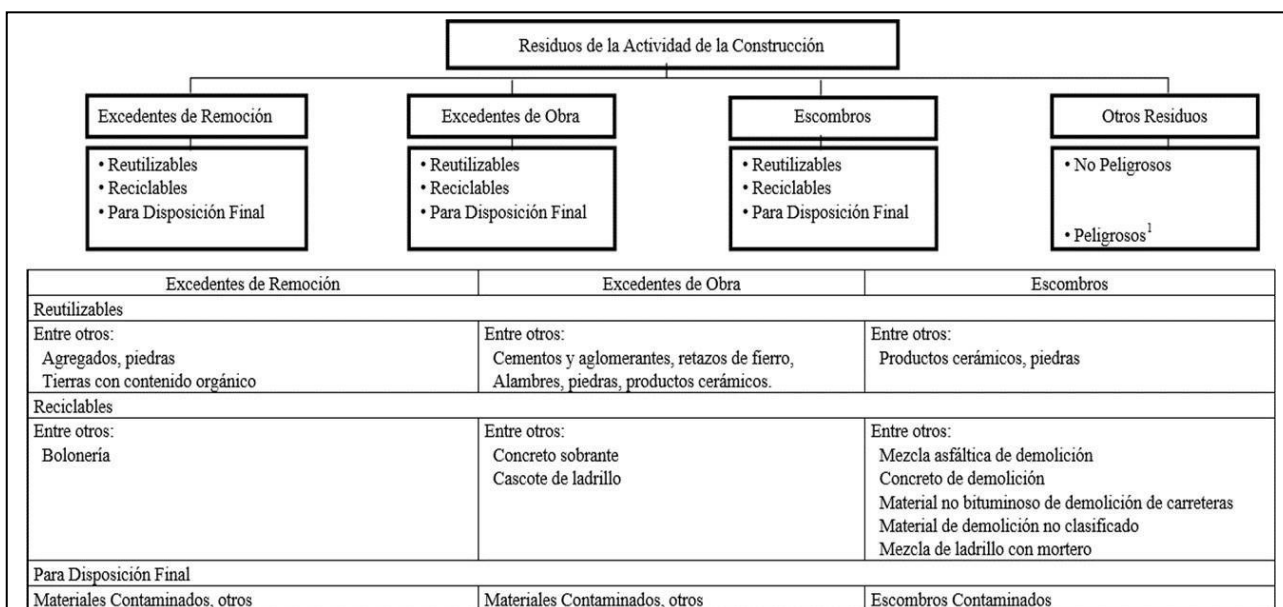 Residuos de la Actividad de la Construcción
Excedentes de Remoción
Excedentes de Obra
Escombros
Otros Residuos
• Reutilizables
• Reciclables
• Para Disposición Final
• Reutilizables
• Reciclables
• Para Disposición Final
• Reutilizables
• Reciclables
• Para Disposición Final
• No Peligrosos
• Peligrosos¹
Excedentes de Remoción
Excedentes de Obra
Escombros
Reutilizables
Entre otros:
Agregados, piedras
Tierras con contenido orgánico
Entre otros:
Cementos y aglomerantes, retazos de fierro,
Alambres, piedras, productos cerámicos.
Entre otros:
Productos cerámicos, piedras
Reciclables
Entre otros:
Bolonería
Entre otros:
Concreto sobrante
Cascote de ladrillo
Entre otros:
Mezcla asfáltica de demolición
Concreto de demolición
Material no bituminoso de demolición de carreteras
Material de demolición no clasificado
Mezcla de ladrillo con mortero
Para Disposición Final
Materiales Contaminados, otros
Materiales Contaminados, otros
Escombros Contaminados